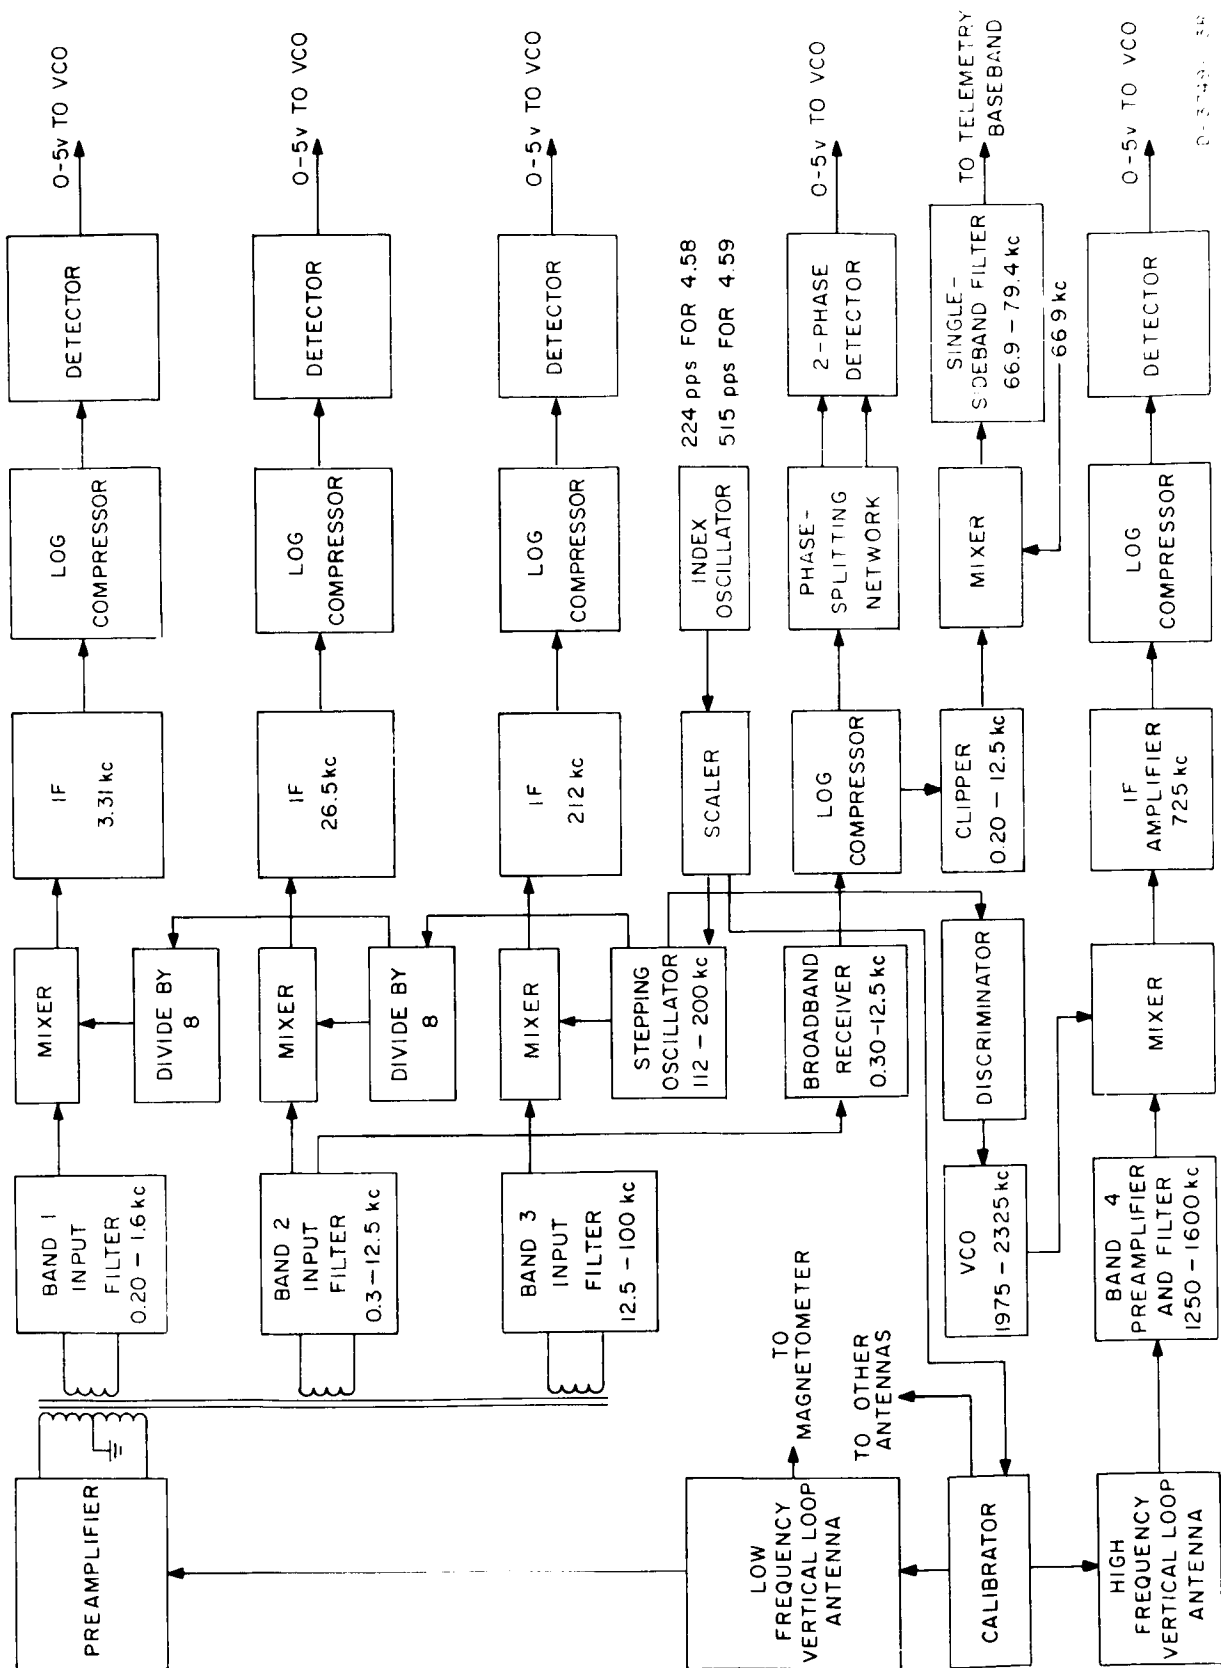 PREAMPLIFIER
BAND 1
INPUT
FILTER
0.20 – 1.6 kc
MIXER
DIVIDE BY
8
IF
3.31 kc
LOG
COMPRESSOR
DETECTOR
0-5v TO VCO
BAND 2
INPUT
FILTER
0.3–12.5 kc
MIXER
DIVIDE BY
8
IF
26.5 kc
LOG
COMPRESSOR
DETECTOR
0-5v TO VCO
BAND 3
INPUT
FILTER
12.5-100 kc
MIXER
STEPPING
OSCILLATOR
112 – 200 kc
IF
212 kc
LOG
COMPRESSOR
DETECTOR
0-5v TO VCO
SCALER
INDEX
OSCILLATOR
224 pps FOR 4.58
515 pps FOR 4.59
LOW
FREQUENCY
VERTICAL LOOP
ANTENNA
TO
MAGNETOMETER
BROADBAND
RECEIVER
0.30-12.5 kc
LOG
COMPRESSOR
PHASE-
SPLITTING
NETWORK
2-PHASE
DETECTOR
0-5v TO VCO
TO OTHER
ANTENNAS
CALIBRATOR
VCO
1975 – 2325 kc
DISCRIMINATOR
CLIPPER
0.20 – 12.5 kc
MIXER
SINGLE-
SIDEBAND FILTER
66.9 – 79.4 kc
66.9 kc
TO TELEMETRY
BASEBAND
HIGH
FREQUENCY
VERTICAL LOOP
ANTENNA
BAND 4
PREAMPLIFIER
AND FILTER
1250 -1600 kc
MIXER
IF
AMPLIFIER
725 kc
LOG
COMPRESSOR
DETECTOR
0-5v TO VCO